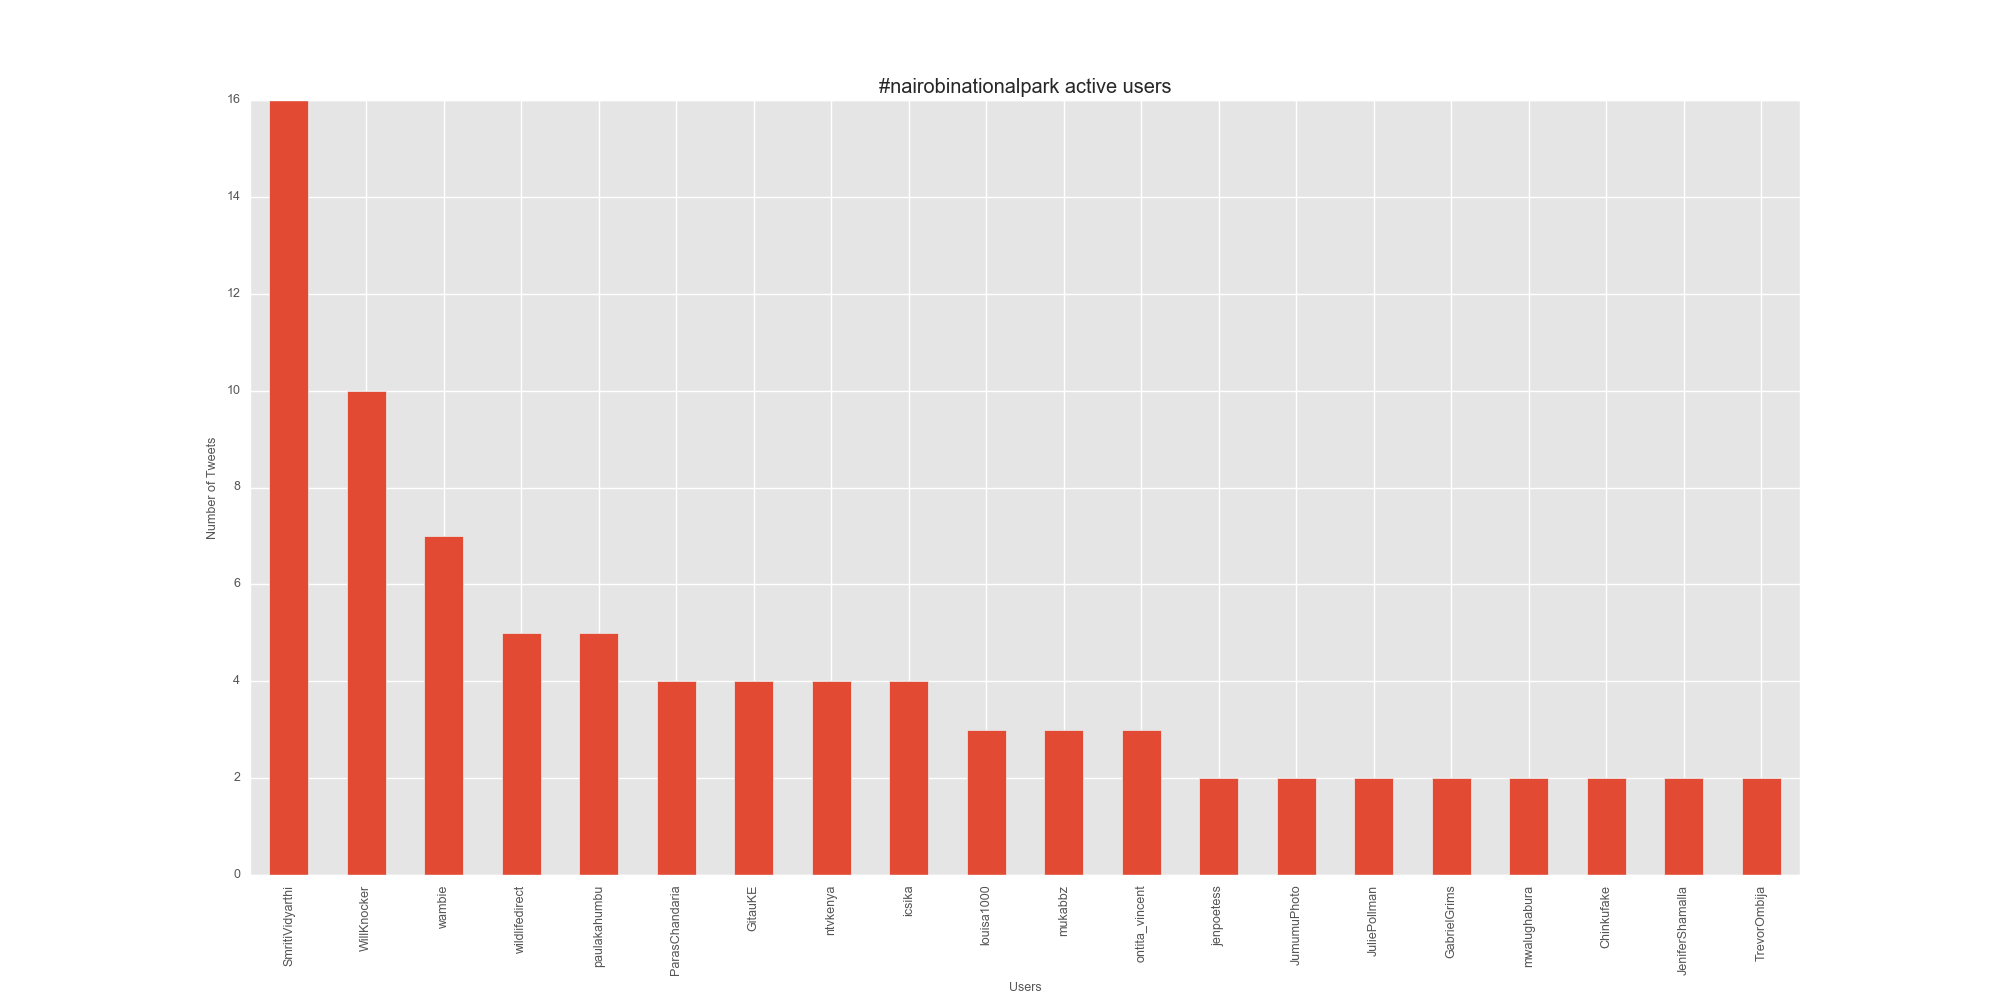 #nairobinationalpark active users
16
14
12
10
8
6
4
2
0
Number of Tweets
SmritiVidyarthi
WillKnocker
wambie
wildlifedirect
paulakahumbu
ParasChandaria
GitauKE
ntvkenya
icsika
louisa1000
mukabbz
ontita_vincent
jenpoetess
JumumuPhoto
JuliePollman
GabrielGrims
mwalughabura
Chinkufake
JeniferShamalla
TrevorOmbija
Users